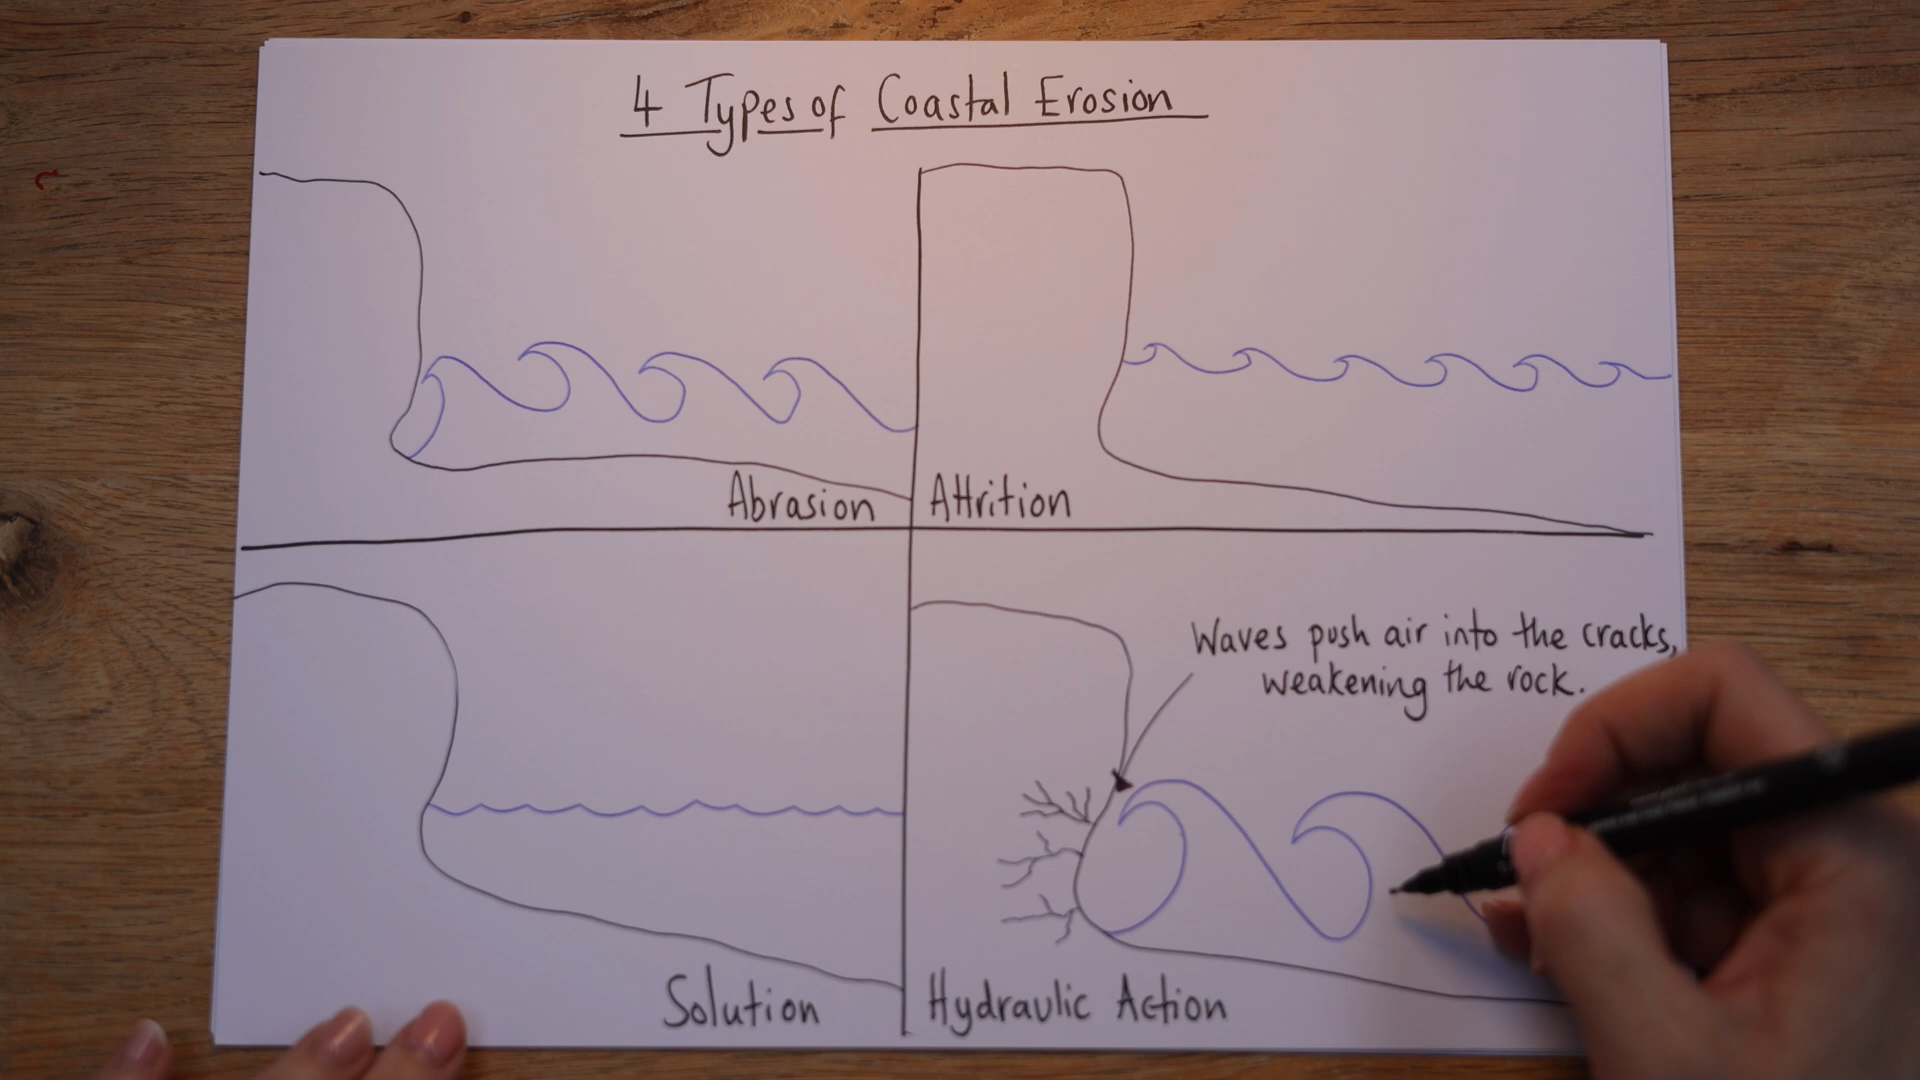 4 Types of Coastal Erosion
Abrasion
Attrition
Waves push air into the cracks,
weakening the rock.
Solution
Hydraulic Action